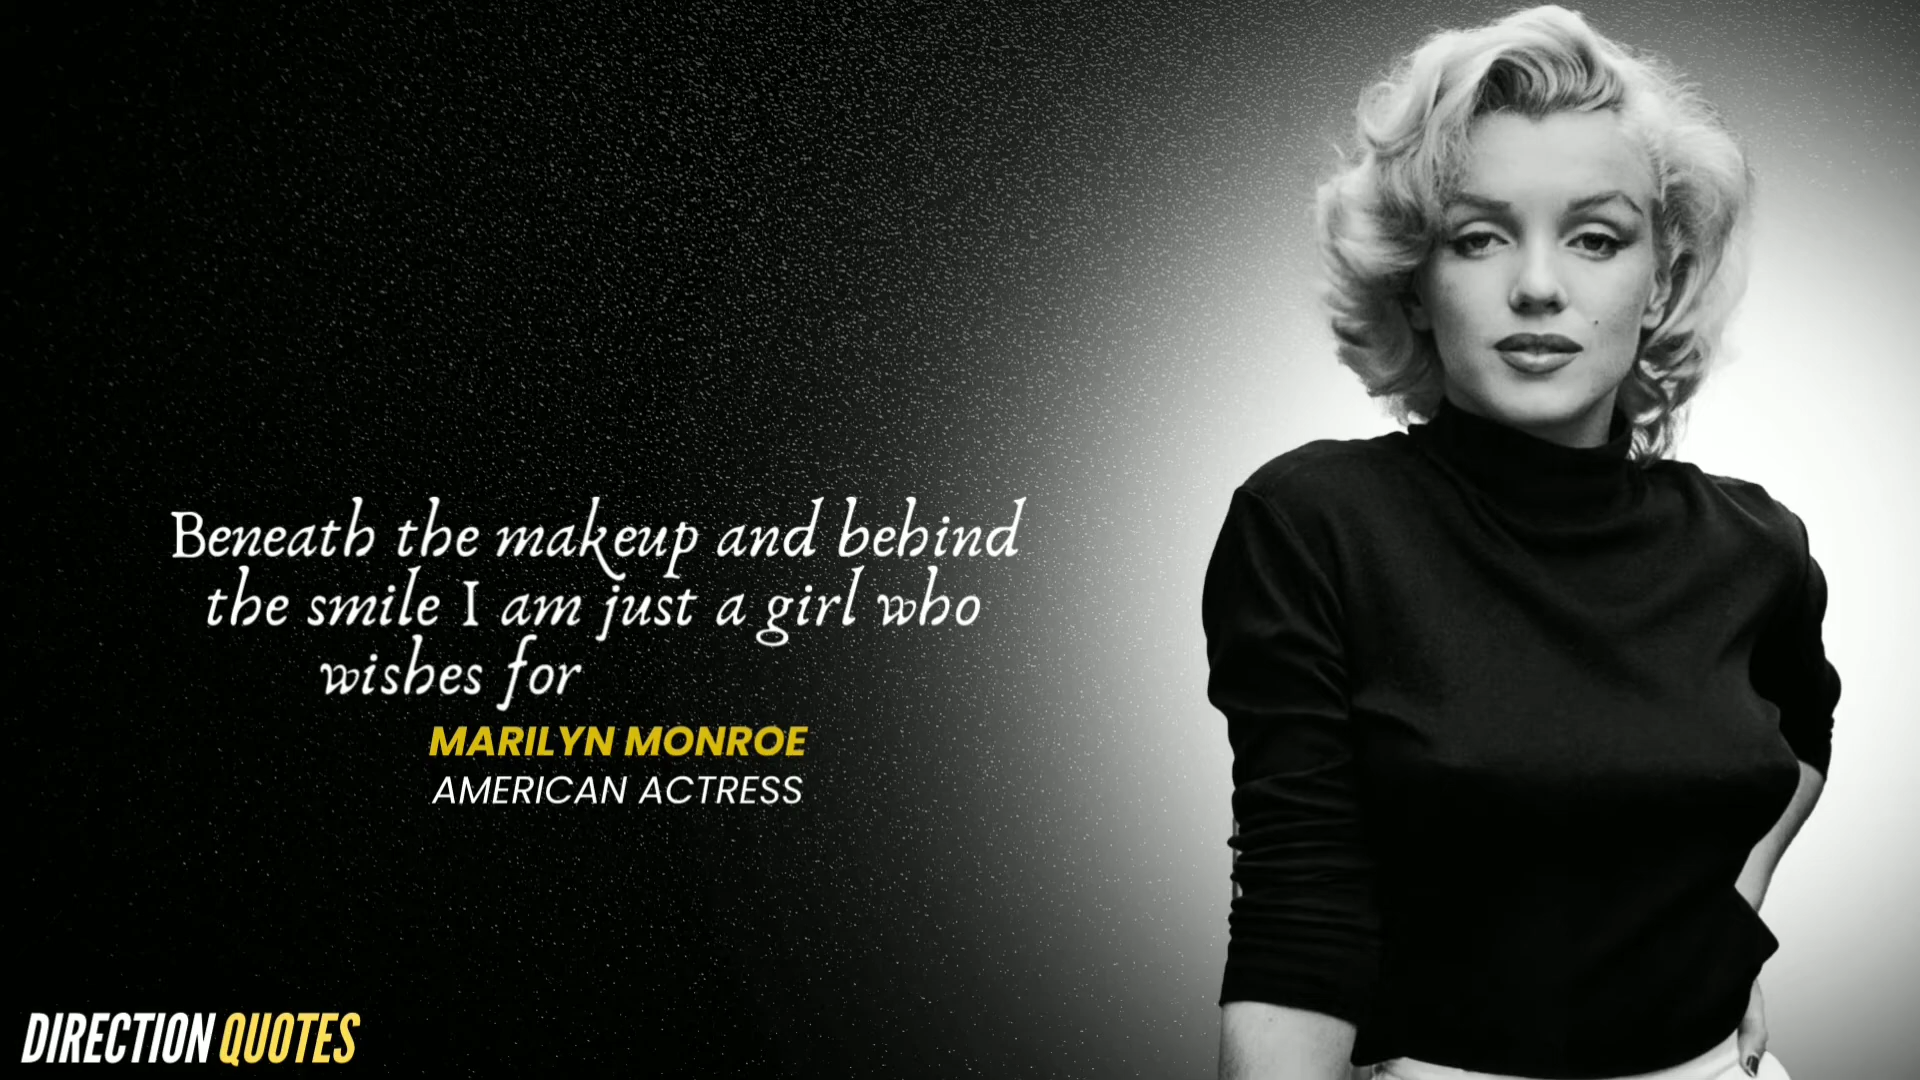 Beneath the makeup and behind
the smile I am just a girl who
wishes for
MARILYN MONROE
AMERICAN ACTRESS
DIRECTION QUOTES